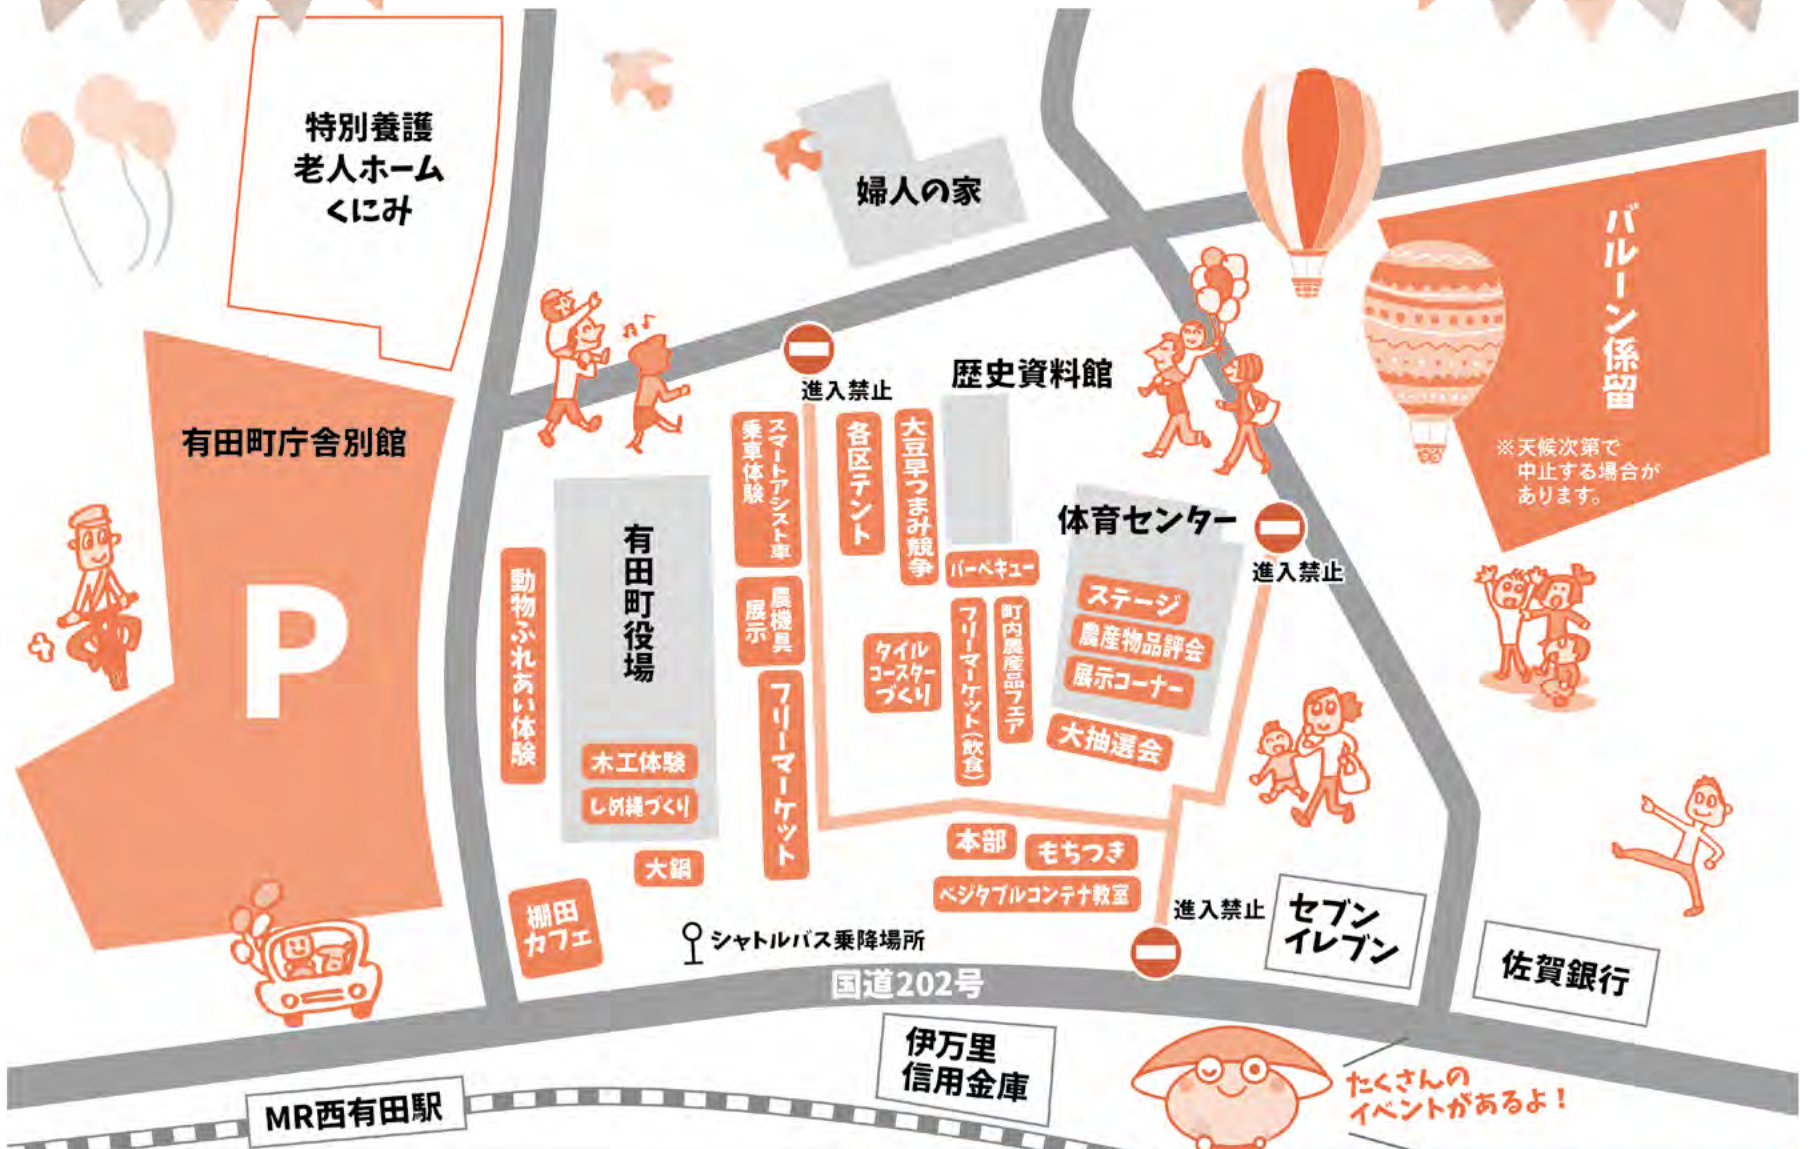 特別養護
老人ホーム
くにみ
婦人の家
バルーン係留
※天候次第で
中止する場合が
あります。
進入禁止
歴史資料館
有田町庁舎別館
P
スマートアシスト車
乗車体験
各区テント
大豆早つまみ競争
体育センター
進入禁止
バーベキュー
有田町役場
動物ふれあい体験
農機具
展示
ステージ
農産物品評会
展示コーナー
タイル
コースター
づくり
フリーマーケット(飲食)
町内農産品フェア
大抽選会
フリーマーケット
木工体験
しめ縄づくり
大鍋
本部
もちつき
ベジタブルコンテナ教室
棚田
カフェ
シャトルバス乗降場所
進入禁止
セブン
イレブン
佐賀銀行
国道202号
伊万里
信用金庫
MR西有田駅
たくさんの
イベントがあるよ!